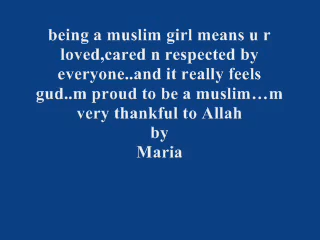 being a muslim girl means u r
loved,cared n respected by
everyone..and it really feels
gud..m proud to be a muslim…m
very thankful to Allah
by
Maria